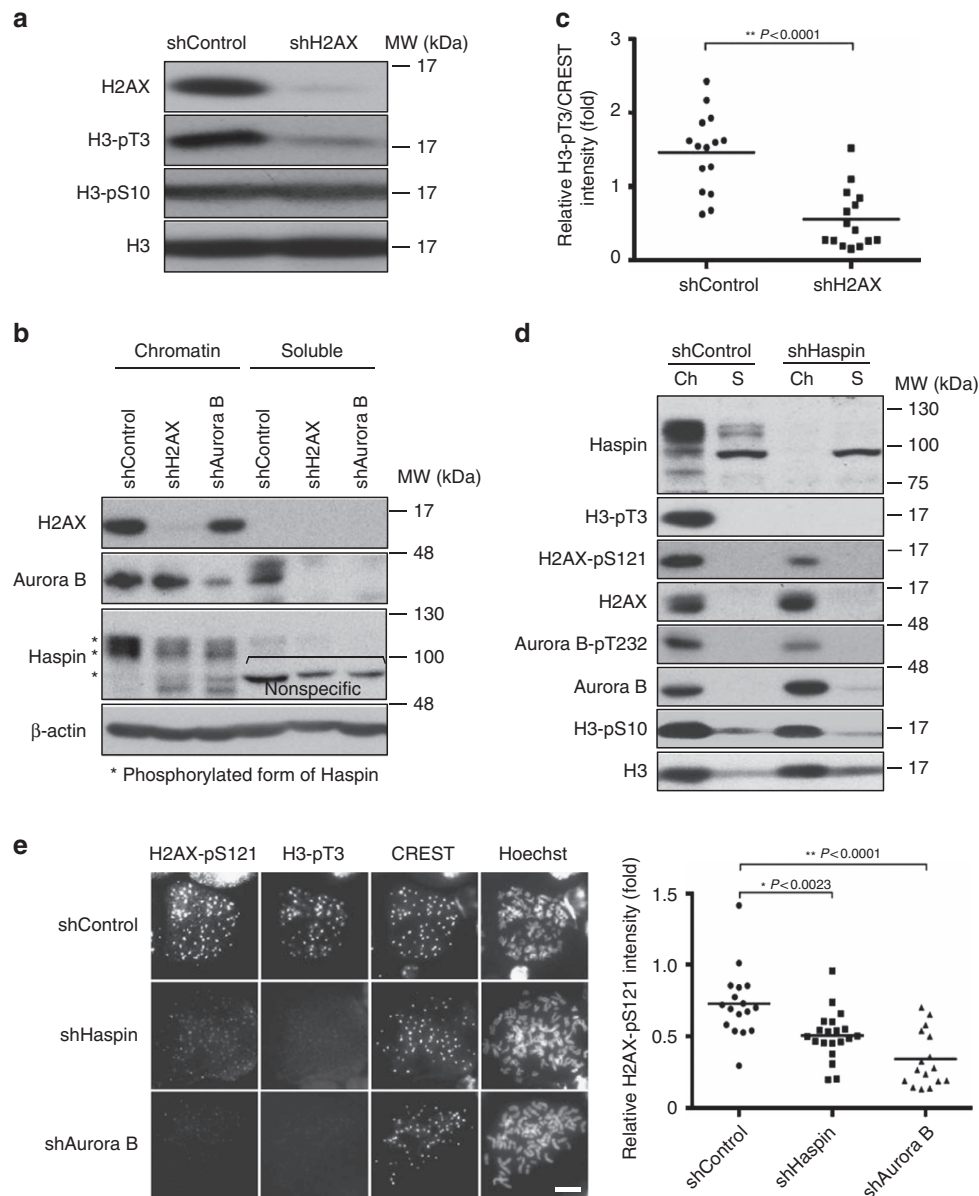 a
shControl shH2AX MW (kDa)
H2AX
17
H3-pT3
17
H3-pS10
17
H3
17
c
** P<0.0001
Relative H3-pT3/CREST
intensity (fold)
3
2
1
0
shControl shH2AX
b
Chromatin Soluble
shControl shH2AX shAurora B shControl shH2AX shAurora B
MW (kDa)
H2AX
17
Aurora B
48
Haspin
*
*
*
130
100
Nonspecific
48
β-actin
* Phosphorylated form of Haspin
d
shControl shHaspin
Ch S Ch S MW (kDa)
Haspin
130
100
75
H3-pT3
17
H2AX-pS121
17
H2AX
17
Aurora B-pT232
48
Aurora B
48
H3-pS10
17
H3
17
e
H2AX-pS121 H3-pT3 CREST Hoechst
shControl
shHaspin
shAurora B
** P<0.0001
* P<0.0023
Relative H2AX-pS121 intensity (fold)
1.5
1.0
0.5
0
shControl shHaspin shAurora B